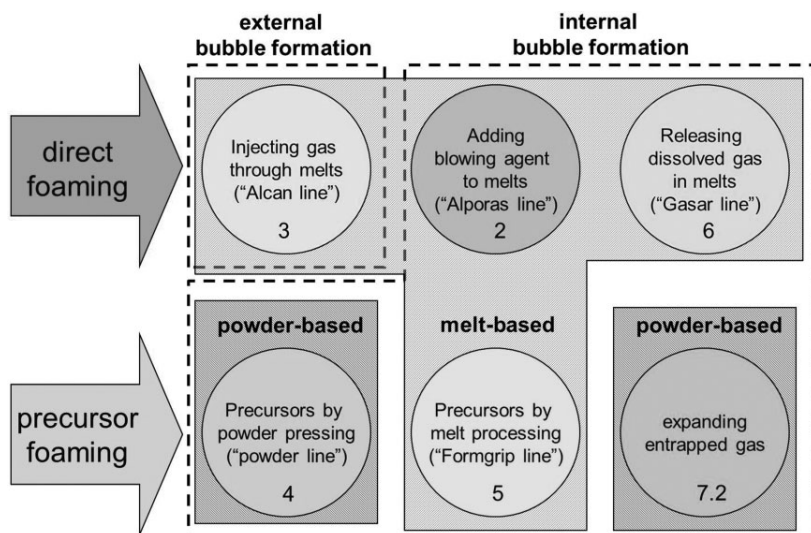 external
bubble formation
internal
bubble formation
direct
foaming
Injecting gas
through melts
(“Alcan line”)
3
Adding
blowing agent
to melts
(“Alporas line”)
2
Releasing
dissolved gas
in melts
(“Gasar line”)
6
precursor
foaming
powder-based
Precursors by
powder pressing
(“powder line”)
4
melt-based
Precursors by
melt processing
(“Formgrip line”)
5
powder-based
expanding
entrapped gas
7.2